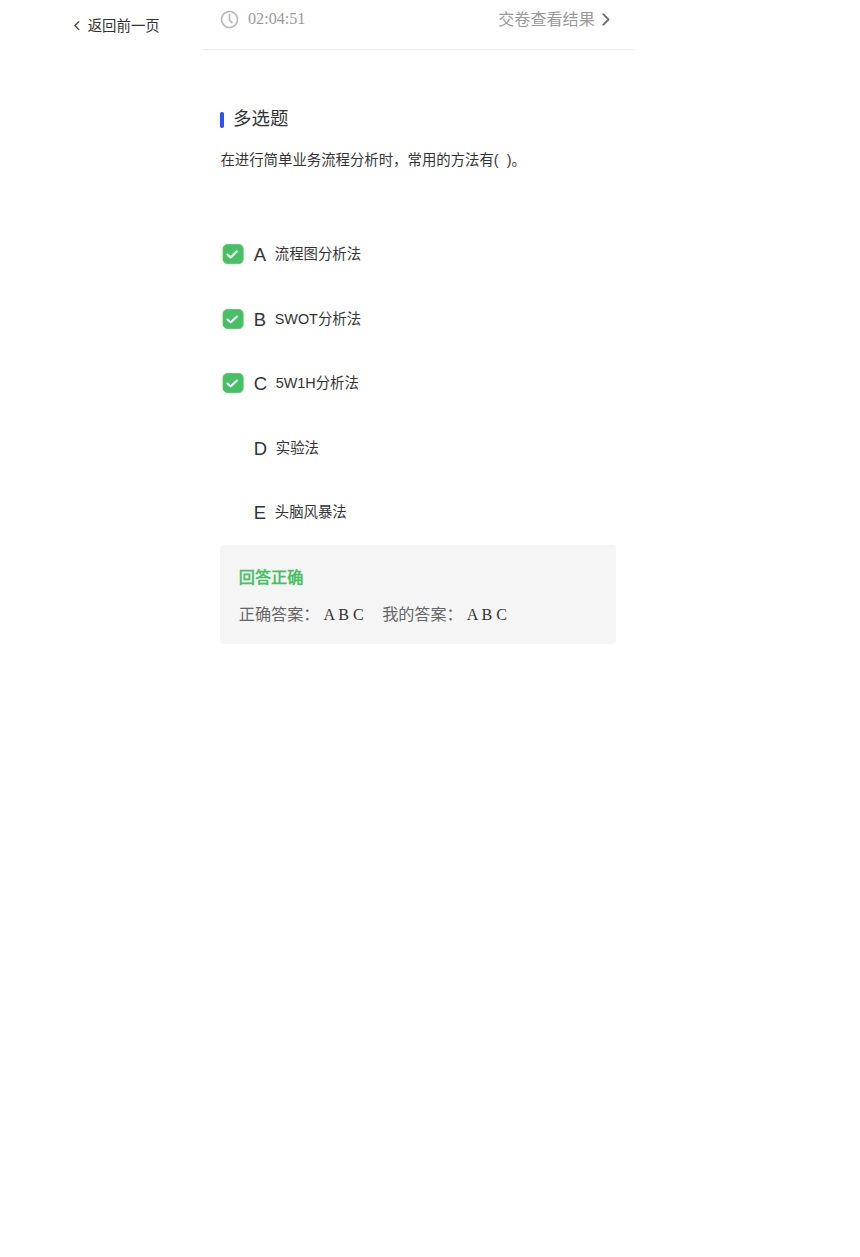 返回前一页
02:04:51 交卷查看结果
多选题
在进行简单业务流程分析时，常用的方法有( )。
A 流程图分析法
B SWOT分析法
C 5W1H分析法
D 实验法
E 头脑风暴法
回答正确
正确答案： A B C 我的答案： A B C